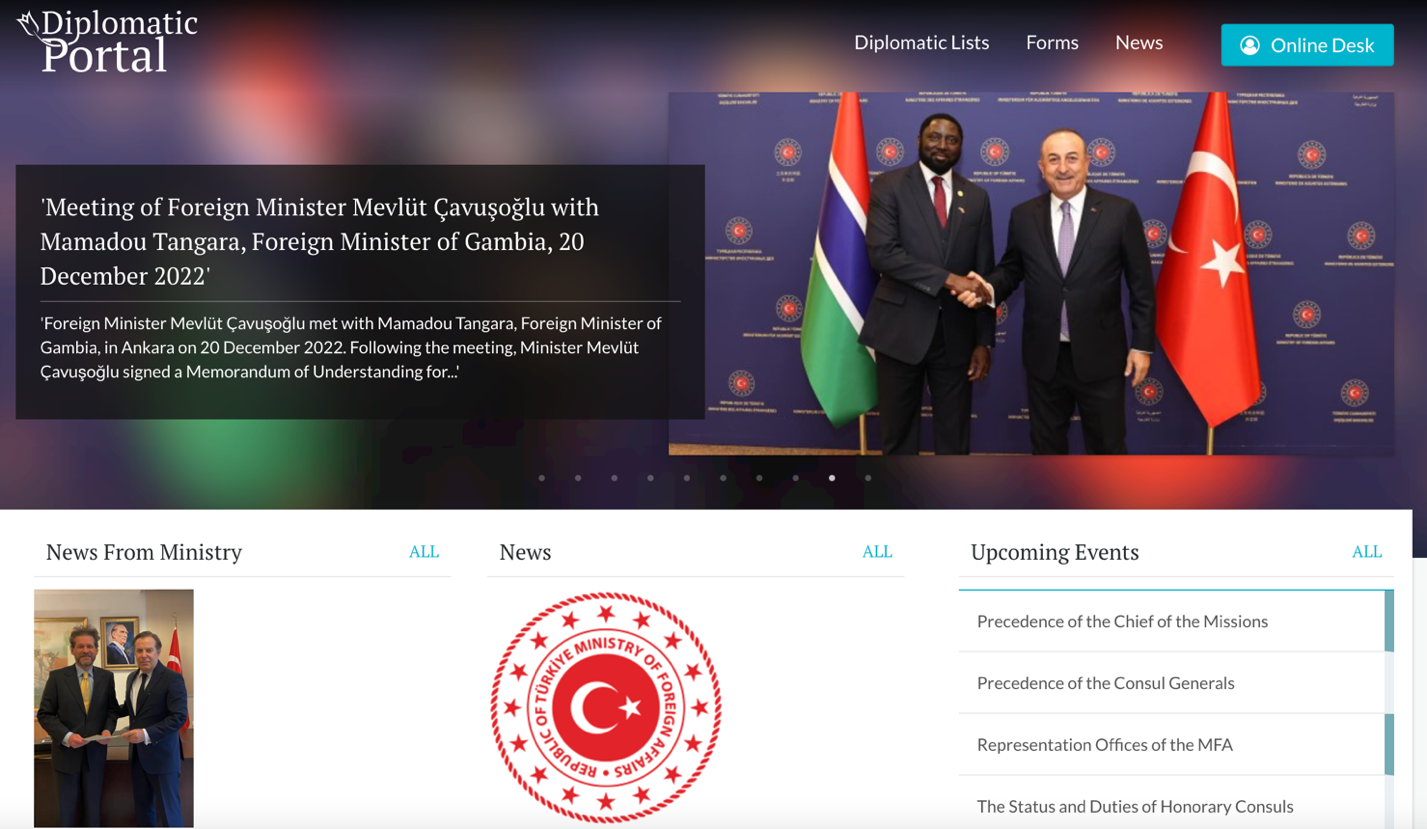 Diplomatic
Portal
Diplomatic Lists
Forms
News
Online Desk
'Meeting of Foreign Minister Mevlüt Çavuşoğlu with
Mamadou Tangara, Foreign Minister of Gambia, 20
December 2022'
'Foreign Minister Mevlüt Çavuşoğlu met with Mamadou Tangara, Foreign Minister of
Gambia, in Ankara on 20 December 2022. Following the meeting, Minister Mevlüt
Çavuşoğlu signed a Memorandum of Understanding for...'
News From Ministry
ALL
News
ALL
REPUBLIC OF TÜRKİYE MINISTRY OF FOREIGN AFFAIRS •
Upcoming Events
ALL
Precedence of the Chief of the Missions
Precedence of the Consul Generals
Representation Offices of the MFA
The Status and Duties of Honorary Consuls